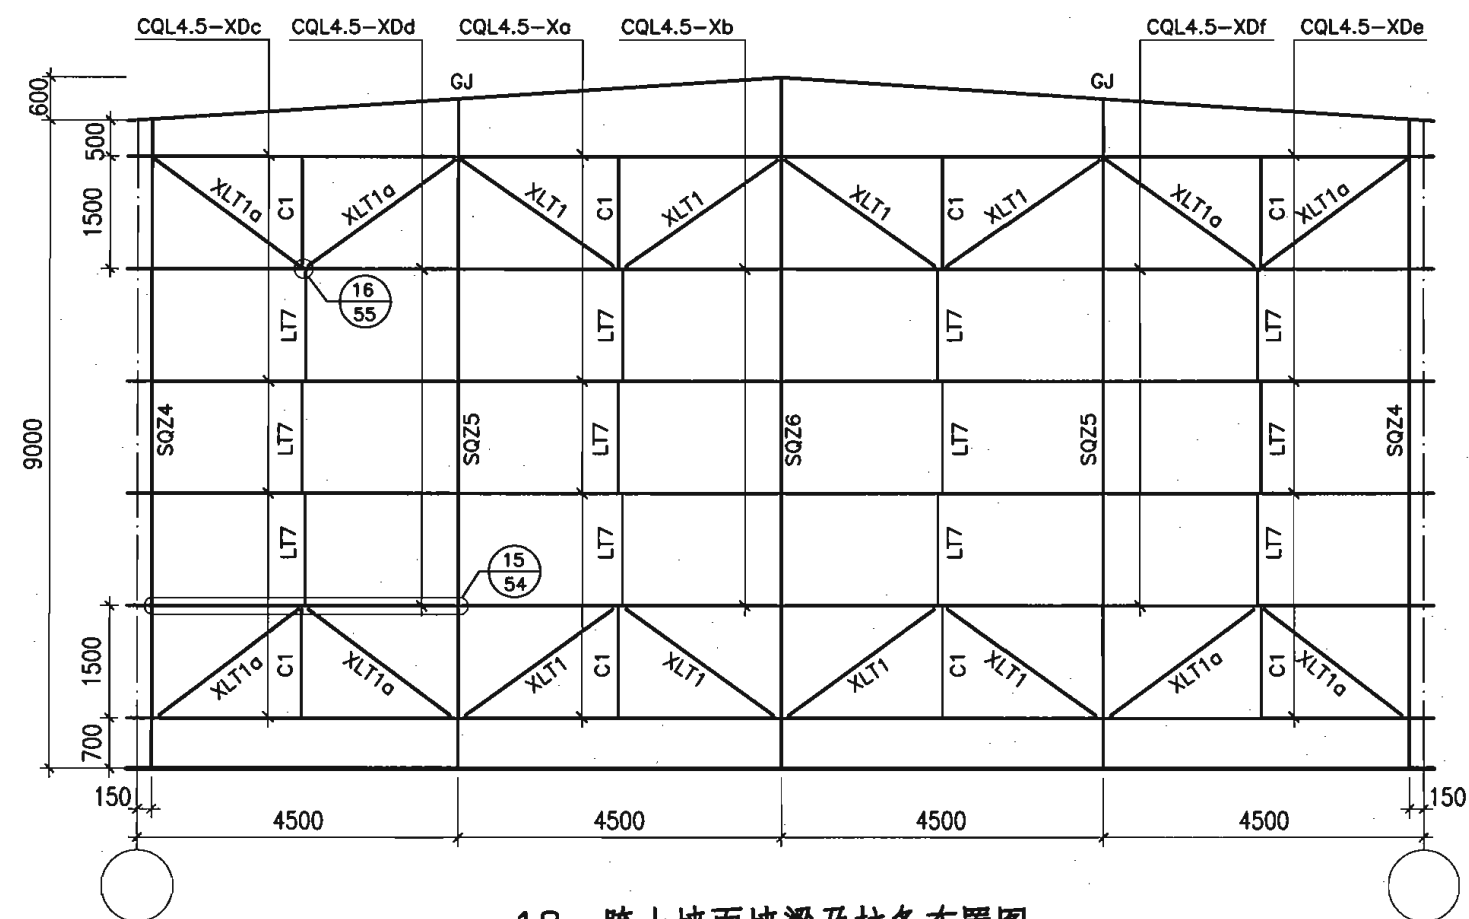 CQL4.5-XDc CQL4.5-XDd CQL4.5-Xa CQL4.5-Xb CQL4.5-XDf CQL4.5-XDe
600 GJ GJ
500
1500 XLT1a C1 XLT1a XLT1 C1 XLT1 XLT1 C1 XLT1 XLT1a C1 XLT1a
16
55
LT7 LT7 LT7 LT7
9000 SQZ4 LT7 SQZ5 LT7 SQZ6 LT7 SQZ5 LT7 SQZ4
LT7 LT7 LT7 LT7
15
54
1500 XLT1a C1 XLT1a XLT1 C1 XLT1 XLT1 C1 XLT1 XLT1a C1 XLT1a
700
150 4500 4500 4500 4500 150